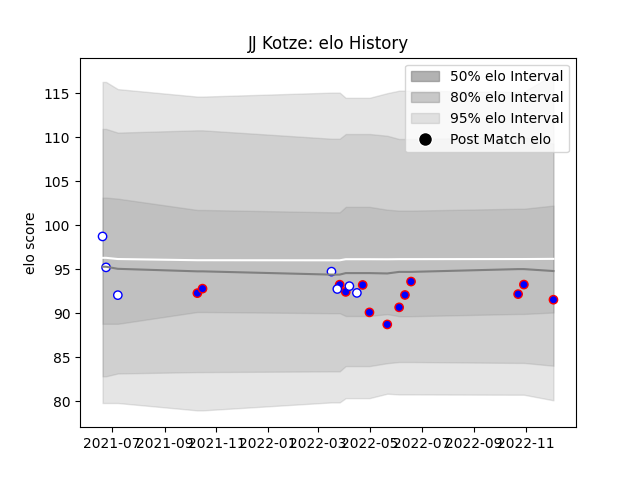 JJ Kotze: elo History
50% elo Interval
80% elo Interval
95% elo Interval
Post Match elo
elo score
115
110
105
100
95
90
85
80
2021-07
2021-09
2021-11
2022-01
2022-03
2022-05
2022-07
2022-09
2022-11